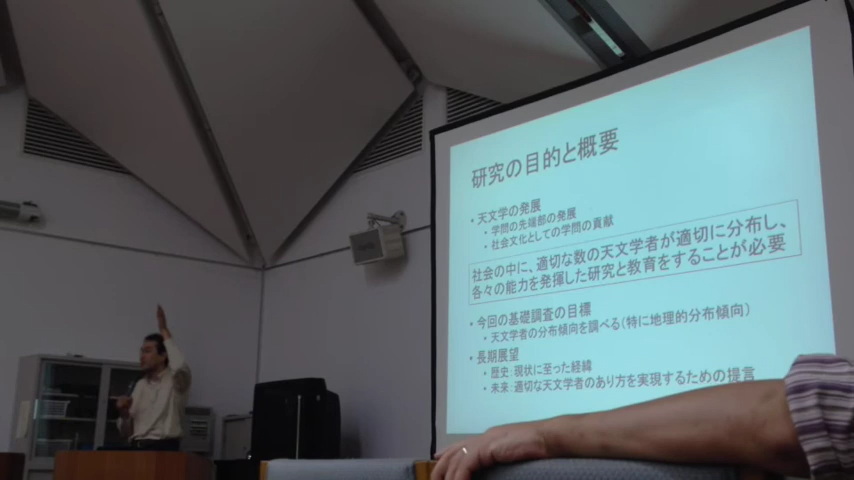 研究の目的と概要
・天文学の発展
・学問の先端部の発展
・社会文化としての学問の貢献
社会の中に、適切な数の天文学者が適切に分布し、
各々の能力を発揮した研究と教育をすることが必要
・今回の基礎調査の目標
・天文学者の分布傾向を調べる(特に地理的分布傾向)
・長期展望
・歴史:現状に至った経緯
・未来:適切な天文学者のあり方を実現するための提言